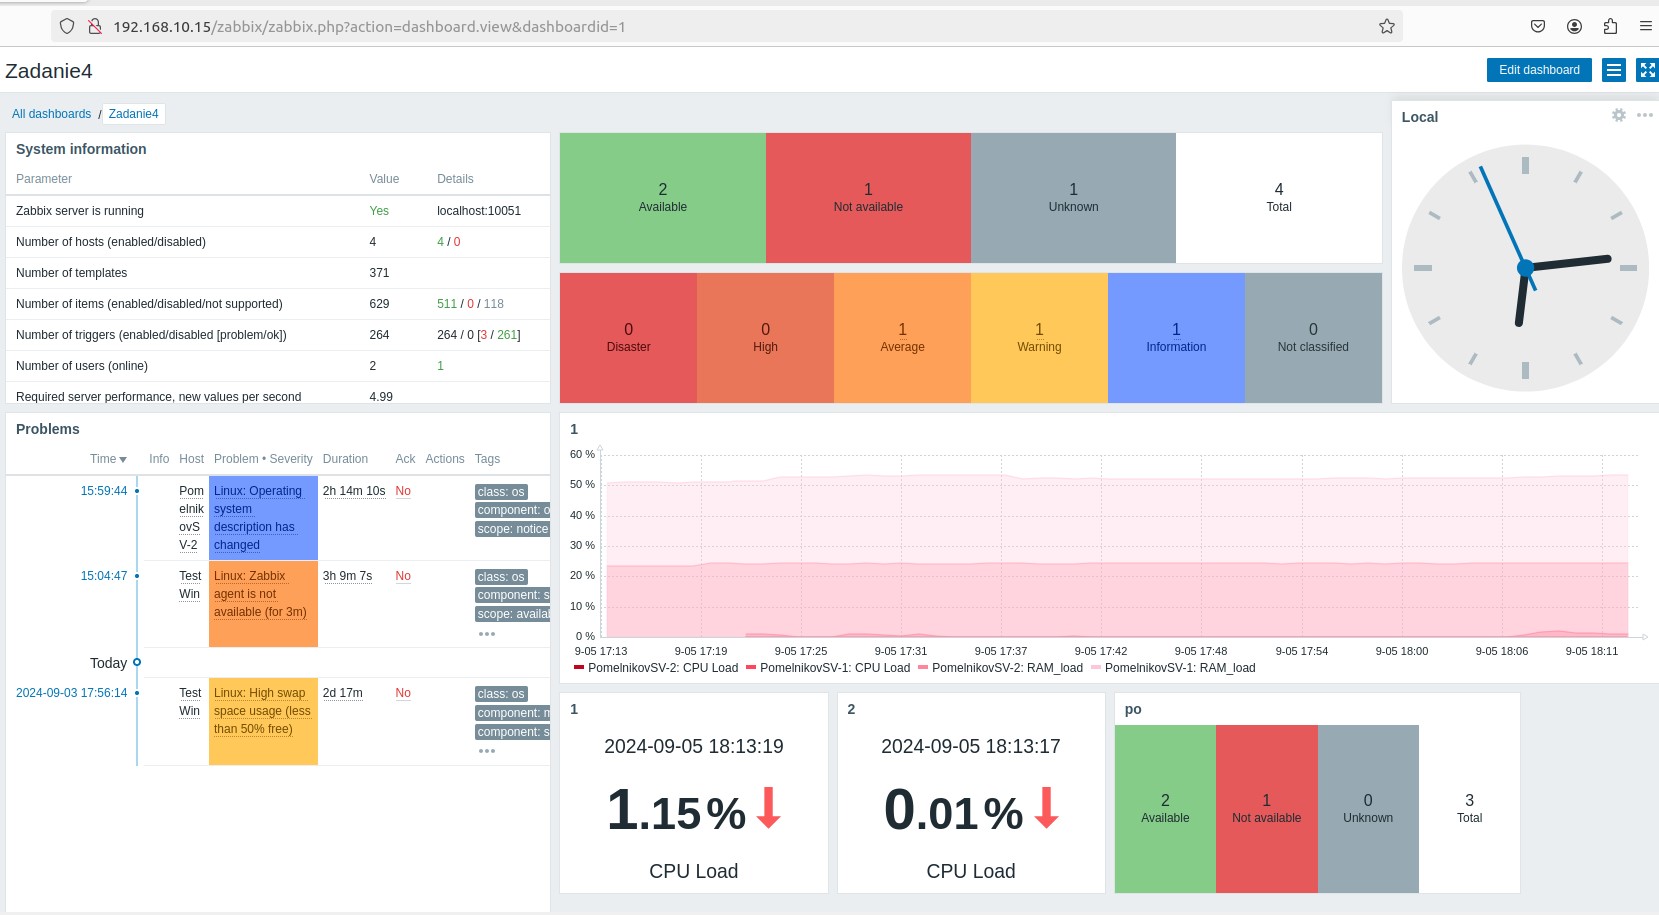 192.168.10.15/zabbix/zabbix.php?action=dashboard.view&dashboardid=1
Zadanie4
Edit dashboard
All dashboards / Zadanie4
System information
Parameter Value Details
Zabbix server is running Yes localhost:10051
Number of hosts (enabled/disabled) 4 4 / 0
Number of templates 371
Number of items (enabled/disabled/not supported) 629 511 / 0 / 118
Number of triggers (enabled/disabled [problem/ok]) 264 264 / 0 [3 / 261]
Number of users (online) 2 1
Required server performance, new values per second 4.99
2 1 1 4
Available Not available Unknown Total
0 0 1 1 1 0
Disaster High Average Warning Information Not classified
Local
Problems
Time Info Host Problem • Severity Duration Ack Actions Tags
15:59:44 Pom Linux: Operating 2h 14m 10s No class: os
elnik system component: o
ovS description has scope: notice
V-2 changed
15:04:47 Test Linux: Zabbix 3h 9m 7s No class: os
Win agent is not component: s
available (for 3m) scope: availal
Today
2024-09-03 17:56:14 Test Linux: High swap 2d 17m No class: os
Win space usage (less component: m
than 50% free) component: s
1
60 %
50 %
40 %
30 %
20 %
10 %
0 %
9-05 17:13 9-05 17:19 9-05 17:25 9-05 17:31 9-05 17:37 9-05 17:42 9-05 17:48 9-05 17:54 9-05 18:00 9-05 18:06 9-05 18:11
PomelnikovSV-2: CPU Load PomelnikovSV-1: CPU Load PomelnikovSV-2: RAM_load PomelnikovSV-1: RAM_load
1
2024-09-05 18:13:19
1.15 %
CPU Load
2
2024-09-05 18:13:17
0.01 %
CPU Load
po
2 1 0 3
Available Not available Unknown Total